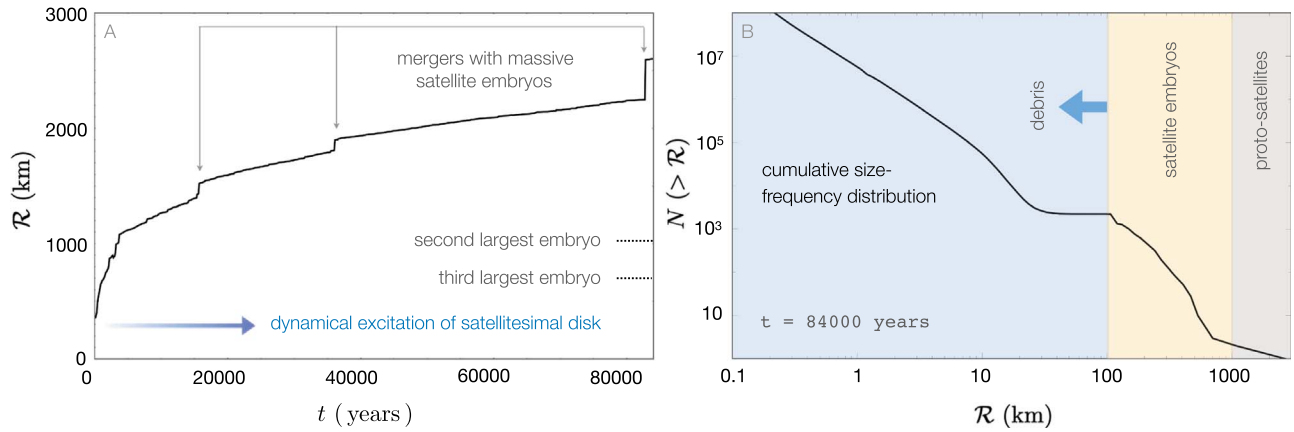 A
3000
2000
1000
0
R (km)
mergers with massive
satellite embryos
second largest embryo
third largest embryo
dynamical excitation of satellitesimal disk
0
20000
40000
60000
80000
t ( years )
B
10⁷
10⁵
10³
10
N (> R)
debris
satellite embryos
proto-satellites
cumulative size-
frequency distribution
t = 84000 years
0.1
1
10
100
1000
R (km)